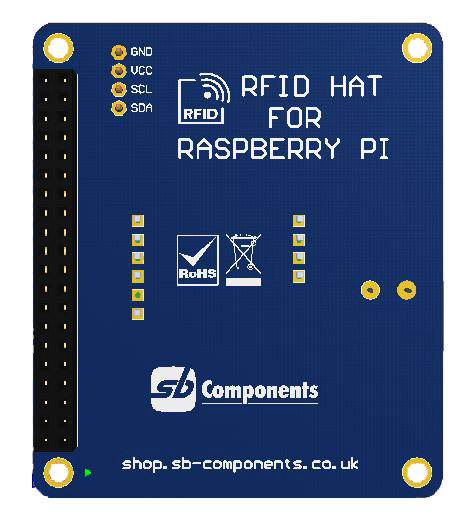 GND
VCC
SCL
SDA
RFID
RFID HAT
FOR
RASPBERRY PI
RoHS
sb Components
shop.sb-components.co.uk